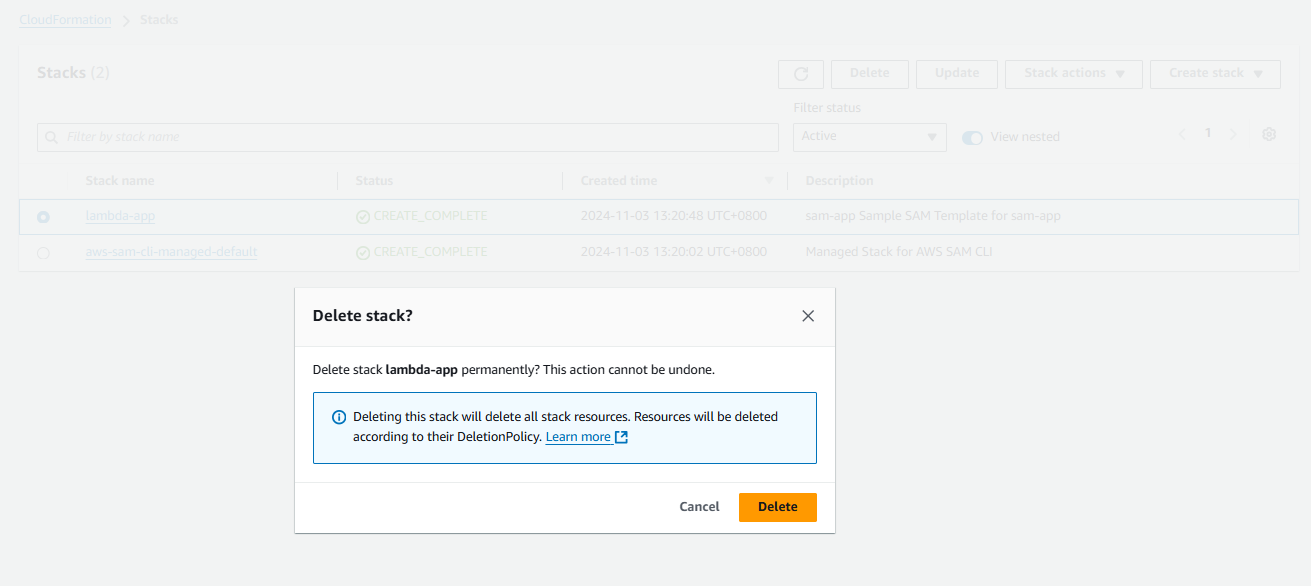 CloudFormation > Stacks
Stacks (2)
Delete Update Stack actions Create stack
Filter status
Filter by stack name Active View nested 1
Stack name Status Created time Description
lambda-app CREATE_COMPLETE 2024-11-03 13:20:48 UTC+0800 sam-app Sample SAM Template for sam-app
aws-sam-cli-managed-default CREATE_COMPLETE 2024-11-03 13:20:02 UTC+0800 Managed Stack for AWS SAM CLI
Delete stack?
Delete stack lambda-app permanently? This action cannot be undone.
Deleting this stack will delete all stack resources. Resources will be deleted
according to their DeletionPolicy. Learn more
Cancel Delete